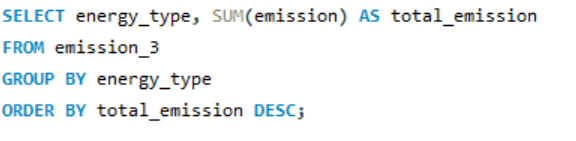 SELECT energy_type, SUM(emission) AS total_emission
FROM emission_3
GROUP BY energy_type
ORDER BY total_emission DESC;